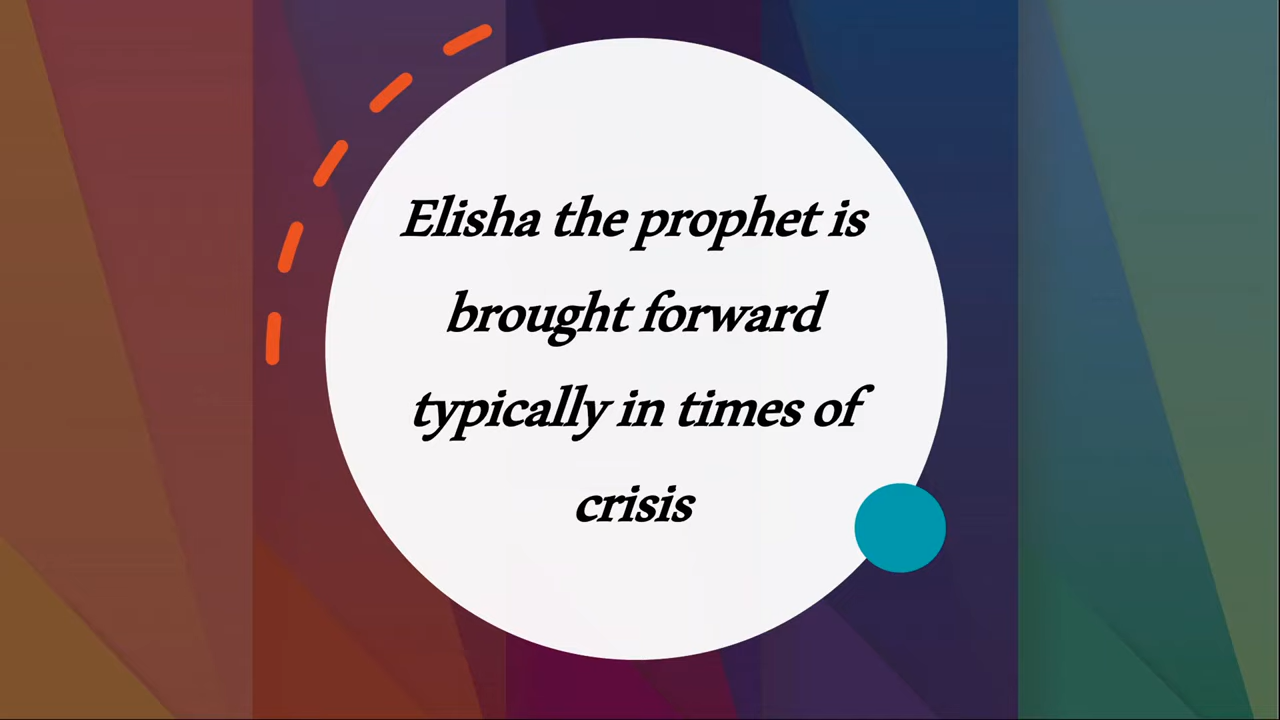 Elisha the prophet is
brought forward
typically in times of
crisis